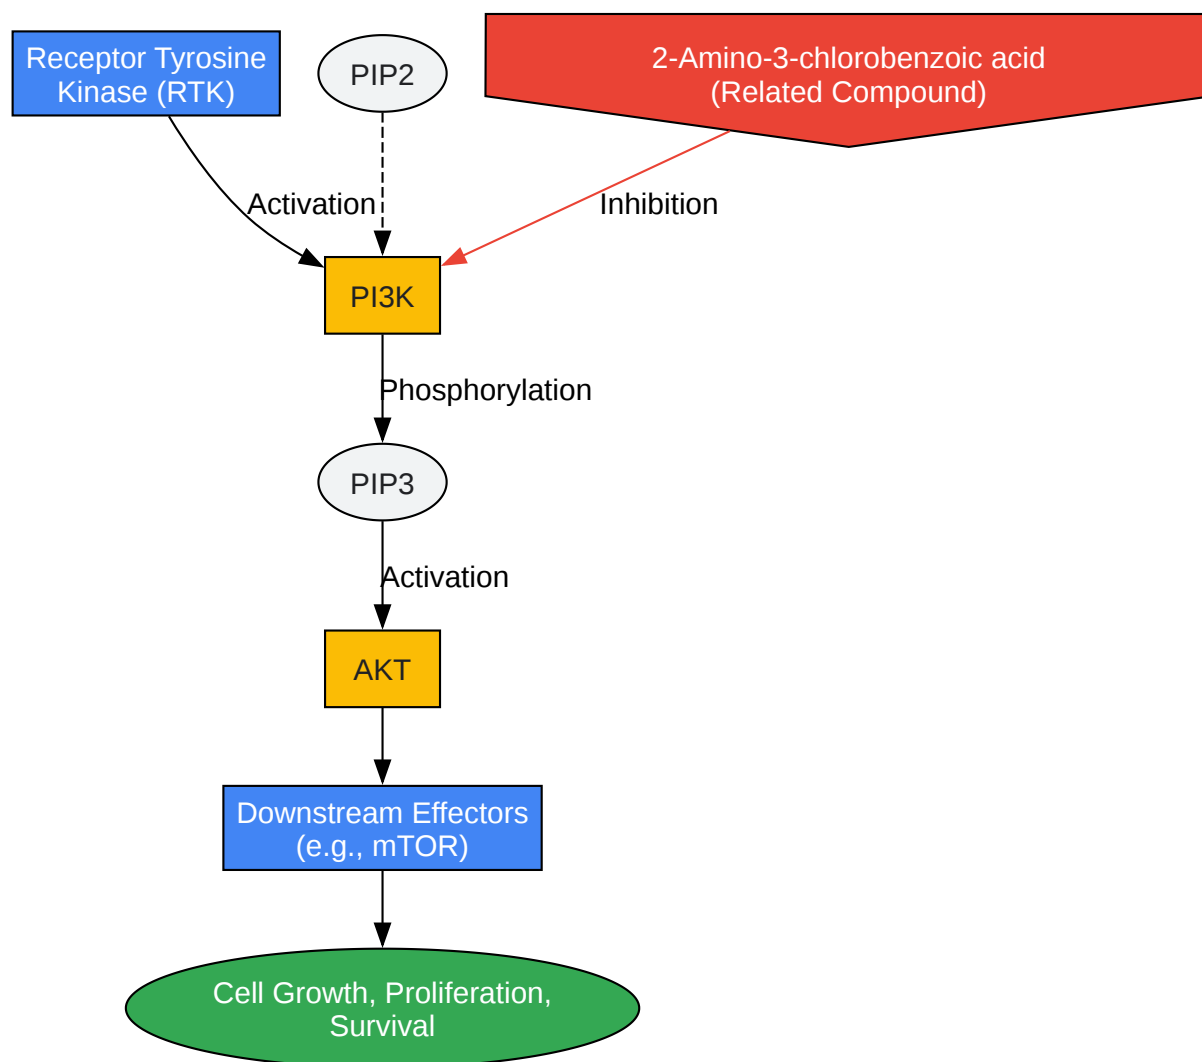 Receptor Tyrosine
Kinase (RTK)
PIP2
2-Amino-3-chlorobenzoic acid
(Related Compound)
Activation
Inhibition
PI3K
Phosphorylation
PIP3
Activation
AKT
Downstream Effectors
(e.g., mTOR)
Cell Growth, Proliferation,
Survival